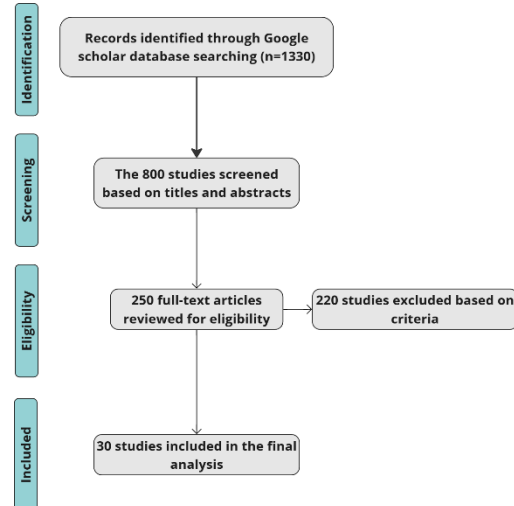 Identification
Records identified through Google
scholar database searching (n=1330)
Screening
The 800 studies screened
based on titles and abstracts
Eligibility
250 full-text articles
reviewed for eligibility
220 studies excluded based on
criteria
Included
30 studies included in the final
analysis